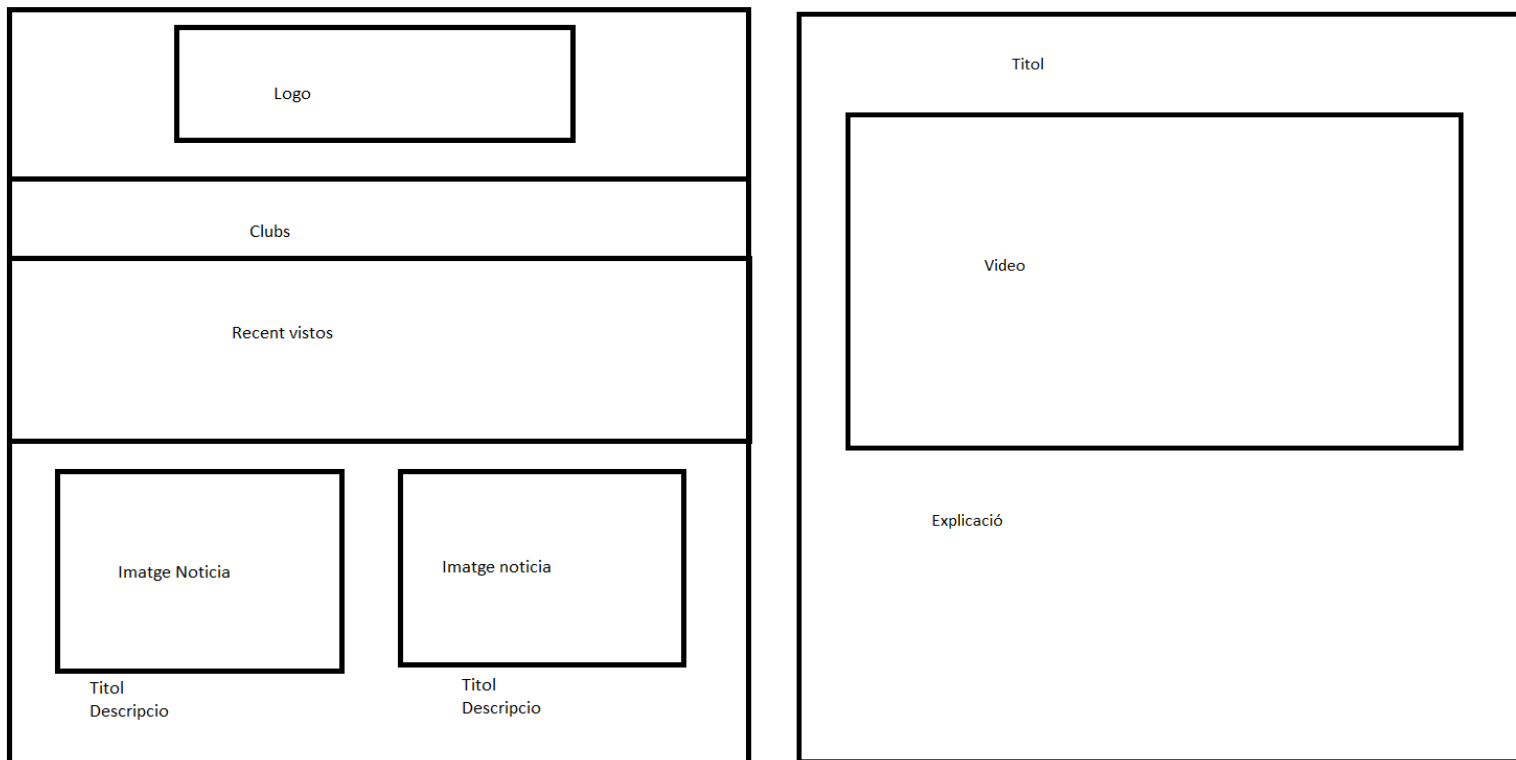 Logo
Clubs
Recent vistos
Imatge Noticia
Titol
Descripcio
Imatge noticia
Titol
Descripcio
Titol
Video
Explicació